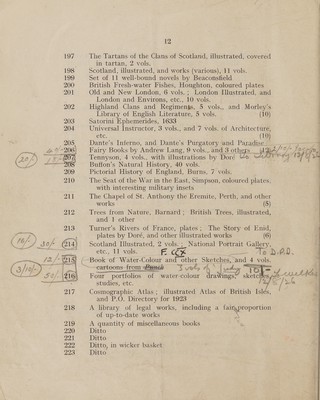 12
197 The Tartans of the Clans of Scotland, illustrated, covered
in tartan, 2 vols.
198 Scotland, illustrated, and works (various), 11 vols.
199 Set of 11 well-bound novels by Beaconsfield
200 British Fresh-water Fishes, Houghton, coloured plates
201 Old and New London, 6 vols.; London Illustrated, and
London and Environs, etc., 10 vols.
202 Highland Clans and Regiments, 5 vols., and Morley's
Library of English Literature, 5 vols. (10)
203 Satorini Ephemerides, 1633
204 Universal Instructor, 3 vols., and 7 vols. of Architecture,
etc. (10)
205 Dante's Inferno, and Dante's Purgatory and Paradise
206 Fairy Books by Andrew Lang, 9 vols., and 3 others
20/- 207 Tennyson, 4 vols., with illustrations by Doré
208 Buffon's Natural History, 40 vols.
209 Pictorial History of England, Burns, 7 vols.
210 The Seat of the War in the East, Simpson, coloured plates,
with interesting military insets
211 The Chapel of St. Anthony the Eremite, Perth, and other
works (8)
212 Trees from Nature, Barnard; British Trees, illustrated,
and 1 other
213 Turner's Rivers of France, plates; The Story of Enid,
plates by Doré, and other illustrated works (6)
30/- 214 Scotland Illustrated, 2 vols.; National Portrait Gallery,
etc., 11 vols. To D.P.D.
215 Book of Water-Colour and other Sketches, and 4 vols.
cartoons from 10/-
50/- 216 Four portfolios of water-colour drawings, sketches,
studies, etc.
217 Cosmographic Atlas; illustrated Atlas of British Isles,
and P.O. Directory for 1923
218 A library of legal works, including a fair proportion
of up-to-date works
219 A quantity of miscellaneous books
220 Ditto
221 Ditto
222 Ditto, in wicker basket
223 Ditto